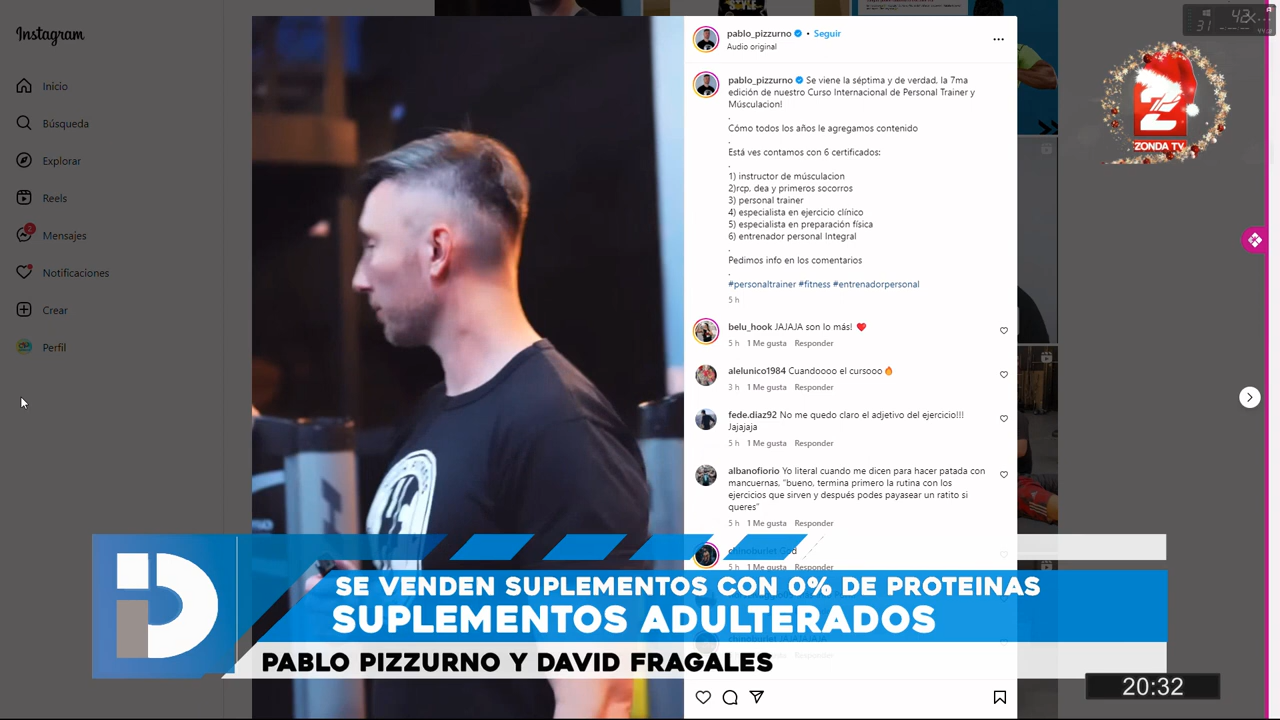 Instagram
Inicio
Búsqueda
Explorar
Reels
2
Mensajes
Notificaciones
Crear
Perfil
pablo_pizzurno • Seguir
Audio original
pablo_pizzurno Se viene la séptima y de verdad, la 7ma
edición de nuestro Curso Internacional de Personal Trainer y
Músculacion!
.
Cómo todos los años le agregamos contenido
.
Está ves contamos con 6 certificados:
.
1) instructor de músculacion
2)rcp, dea y primeros socorros
3) personal trainer
4) especialista en ejercicio clínico
5) especialista en preparación física
6) entrenador personal Integral
.
Pedimos info en los comentarios
.
#personaltrainer #fitness #entrenadorpersonal
5 h
belu_hook JAJAJA son lo más!
5 h 1 Me gusta Responder
alelunico1984 Cuandoooo el cursooo
3 h 1 Me gusta Responder
fede.diaz92 No me quedo claro el adjetivo del ejercicio!!!
Jajajaja
5 h 1 Me gusta Responder
albanofiorio Yo literal cuando me dicen para hacer patada con
mancuernas, "bueno, termina primero la rutina con los
ejercicios que sirven y después podes payasear un ratito si
queres"
5 h 1 Me gusta Responder
chinoburlet God
5 h 1 Me gusta Responder
chinoburlet JAJAJAJAJA
Z
ZONDA TV
D
SE VENDEN SUPLEMENTOS CON 0% DE PROTEINAS
SUPLEMENTOS ADULTERADOS
PABLO PIZZURNO Y DAVID FRAGALES
20:32